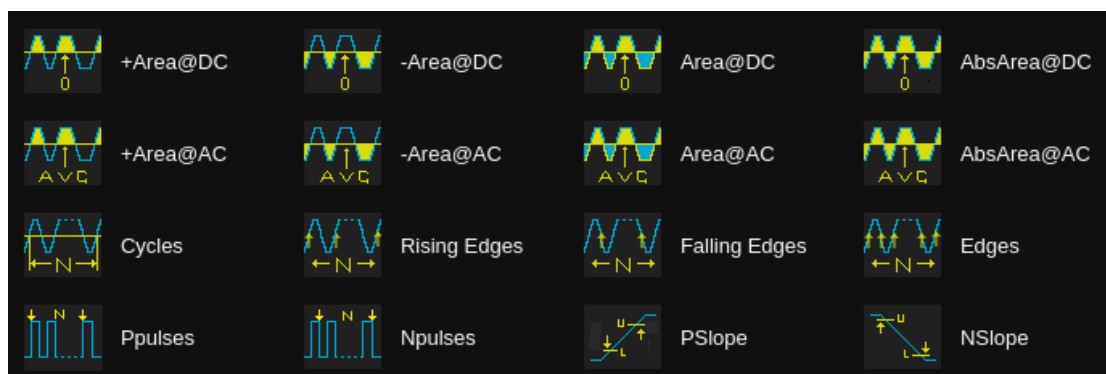 0 +Area@DC 0 -Area@DC 0 Area@DC 0 AbsArea@DC
AVG +Area@AC AVG -Area@AC AVG Area@AC AVG AbsArea@AC
N Cycles N Rising Edges N Falling Edges N Edges
N Ppulses N Npulses U L PSlope U L NSlope